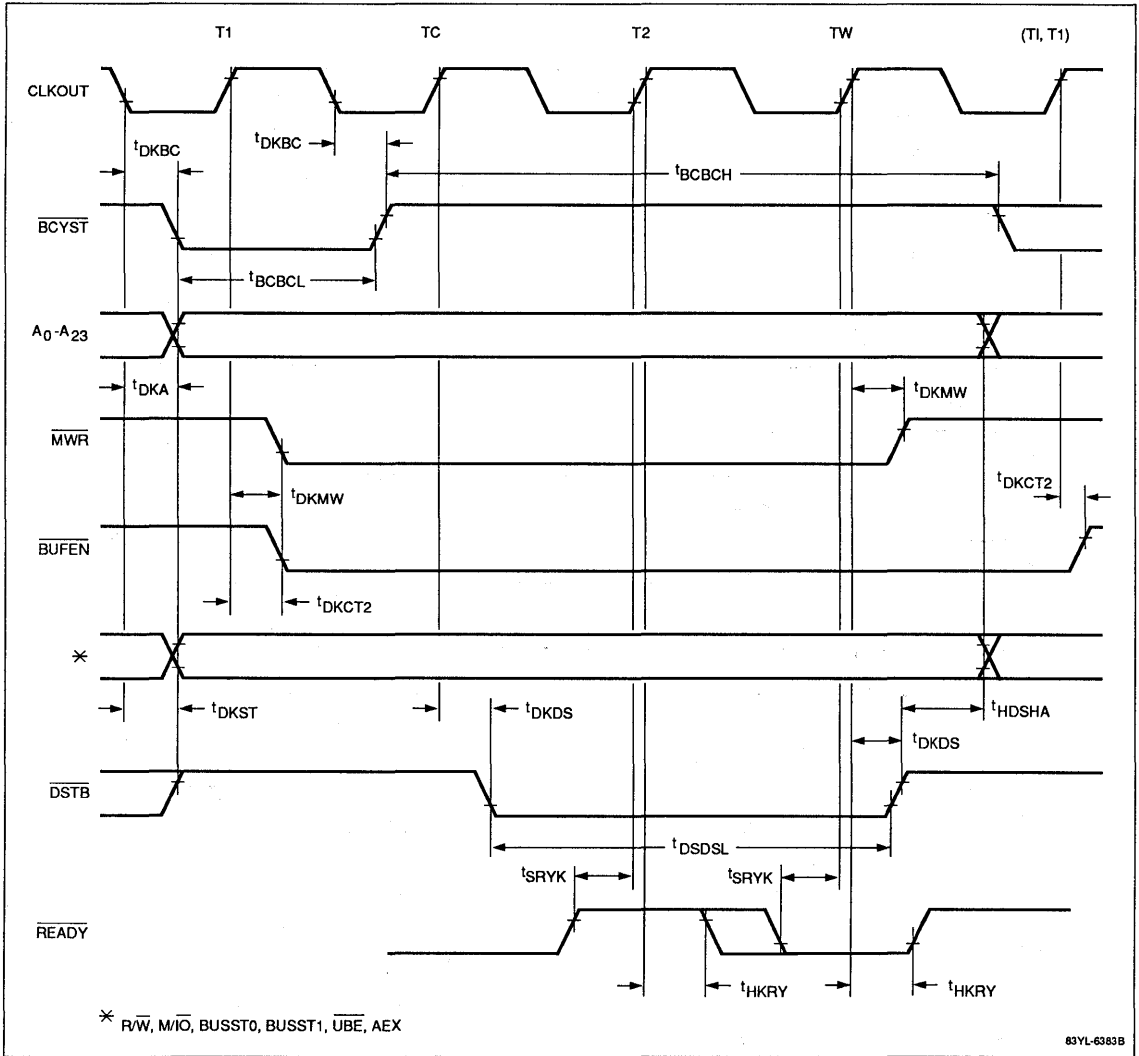 T1 TC T2 TW (TI, T1)
CLKOUT
tDKBC tDKBC
tBCBCH
BCYST
tBCBCL
A0-A23
tDKA tDKMW
MWR
tDKMW tDKCT2
BUFEN
tDKCT2
*
tDKST tDKDS tHDSHA
tDKDS
DSTB
tDSDSL
tSRYK tSRYK
READY
tHKRY tHKRY
* R/W, M/IO, BUSST0, BUSST1, UBE, AEX
83YL-6383B